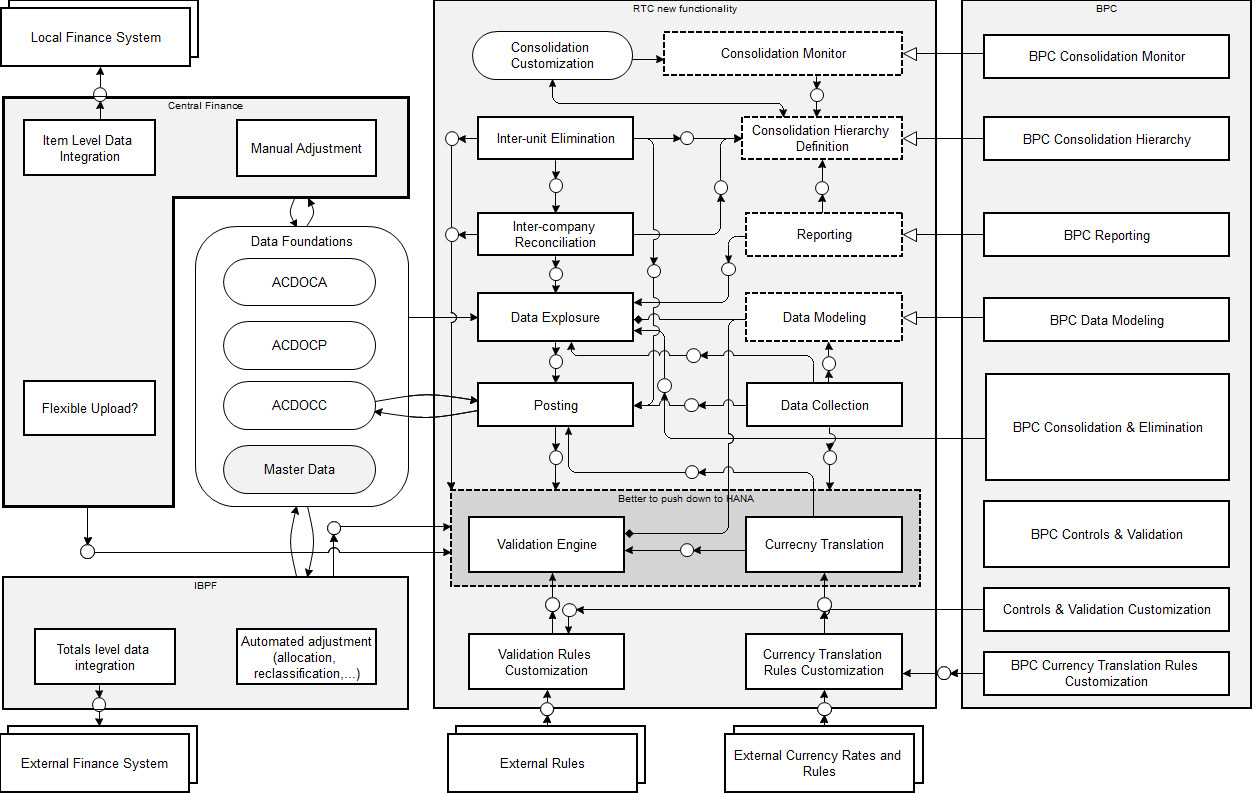 Local Finance System
Central Finance
Item Level Data
Integration
Manual Adjustment
Flexible Upload?
Data Foundations
ACDOCA
ACDOCP
ACDOCC
Master Data
IBPF
Totals level data
integration
Automated adjustment
(allocation,
reclassification,...)
External Finance System
RTC new functionality
Consolidation
Customization
Consolidation Monitor
Inter-unit Elimination
Consolidation Hierarchy
Definition
Inter-company
Reconciliation
Reporting
Data Explosure
Data Modeling
Posting
Data Collection
Better to push down to HANA
Validation Engine
Currecny Translation
Validation Rules
Customization
Currency Translation
Rules Customization
External Rules
External Currency Rates and
Rules
BPC
BPC Consolidation Monitor
BPC Consolidation Hierarchy
BPC Reporting
BPC Data Modeling
BPC Consolidation & Elimination
BPC Controls & Validation
Controls & Validation Customization
BPC Currency Translation Rules
Customization